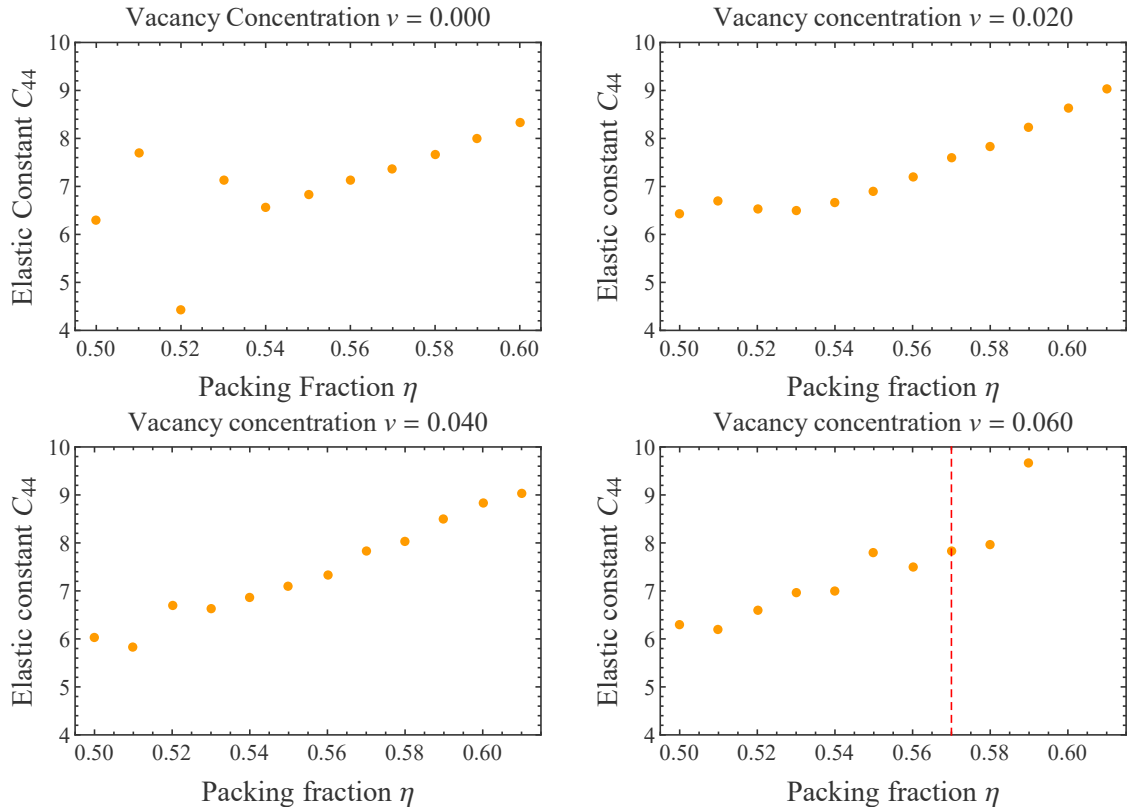 Vacancy Concentration v = 0.000
Elastic Constant C44
10
9
8
7
6
5
4
0.50 0.52 0.54 0.56 0.58 0.60
Packing Fraction η
Vacancy concentration v = 0.020
Elastic constant C44
10
9
8
7
6
5
4
0.50 0.52 0.54 0.56 0.58 0.60
Packing fraction η
Vacancy concentration v = 0.040
Elastic constant C44
10
9
8
7
6
5
4
0.50 0.52 0.54 0.56 0.58 0.60
Packing fraction η
Vacancy concentration v = 0.060
Elastic constant C44
10
9
8
7
6
5
4
0.50 0.52 0.54 0.56 0.58 0.60
Packing fraction η